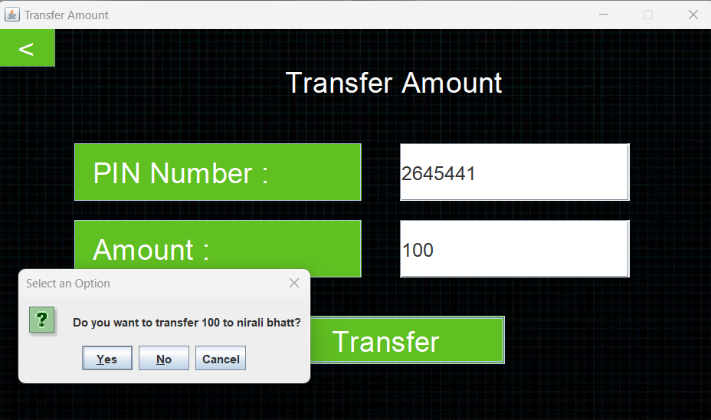 Transfer Amount
<
Transfer Amount
PIN Number :
2645441
Amount :
100
Select an Option
Do you want to transfer 100 to nirali bhatt?
Yes No Cancel
Transfer